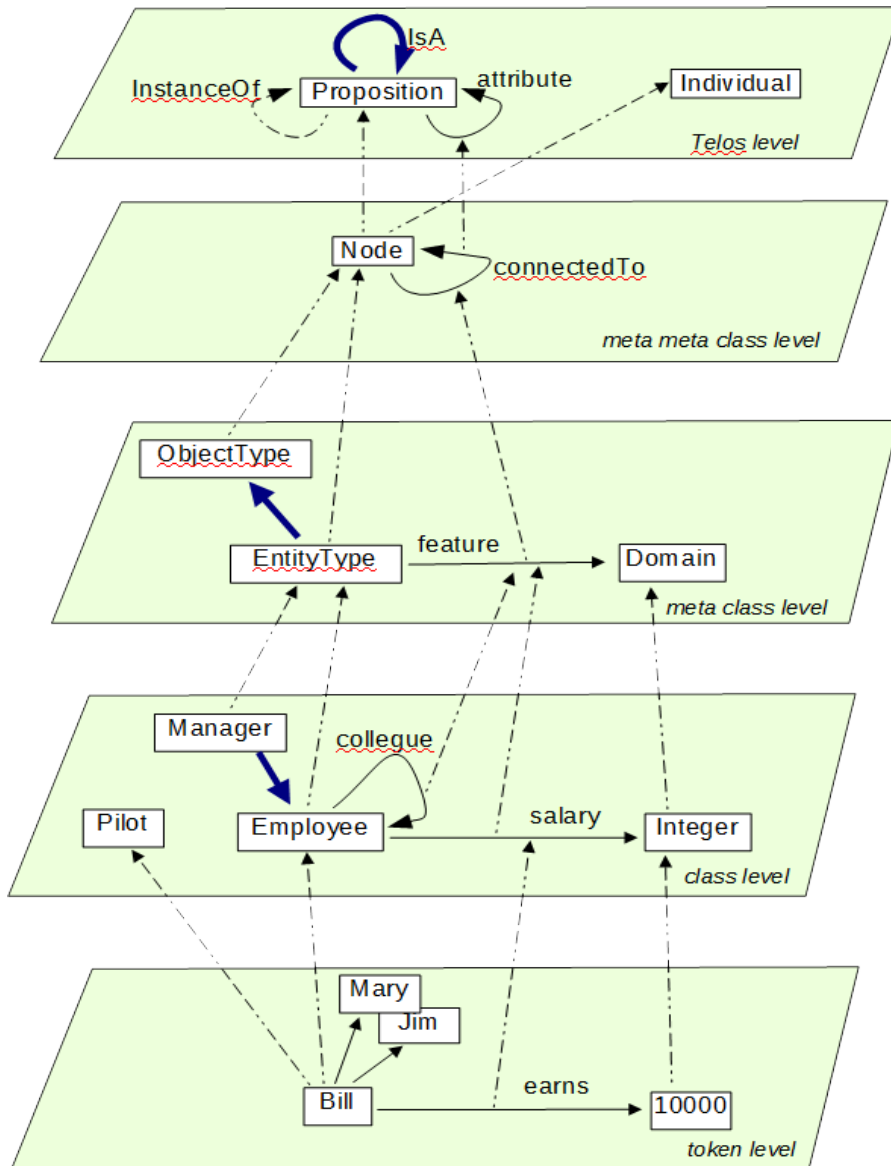 IsA
attribute
InstanceOf
Proposition
Individual
Telos level
Node
connectedTo
meta meta class level
ObjectType
feature
EntityType
Domain
meta class level
Manager
collegue
Pilot
Employee
salary
Integer
class level
Mary
Jim
earns
Bill
10000
token level